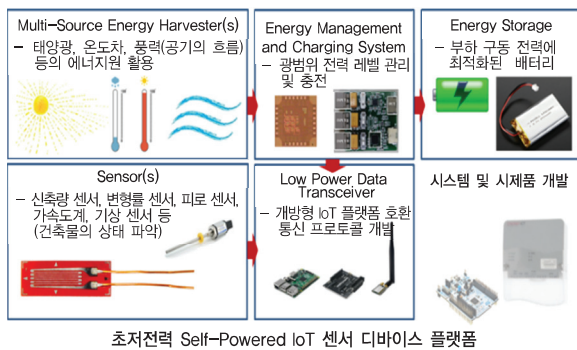 Multi-Source Energy Harvester(s)
– 태양광, 온도차, 풍력(공기의 흐름)
등의 에너지원 활용
Energy Management
and Charging System
– 광범위 전력 레벨 관리
및 충전
Energy Storage
– 부하 구동 전력에
최적화된 배터리
Sensor(s)
– 신축량 센서, 변형률 센서, 피로 센서,
가속도계, 기상 센서 등
(건축물의 상태 파악)
Low Power Data
Transceiver
– 개방형 IoT 플랫폼 호환
통신 프로토콜 개발
시스템 및 시제품 개발
초저전력 Self-Powered IoT 센서 디바이스 플랫폼